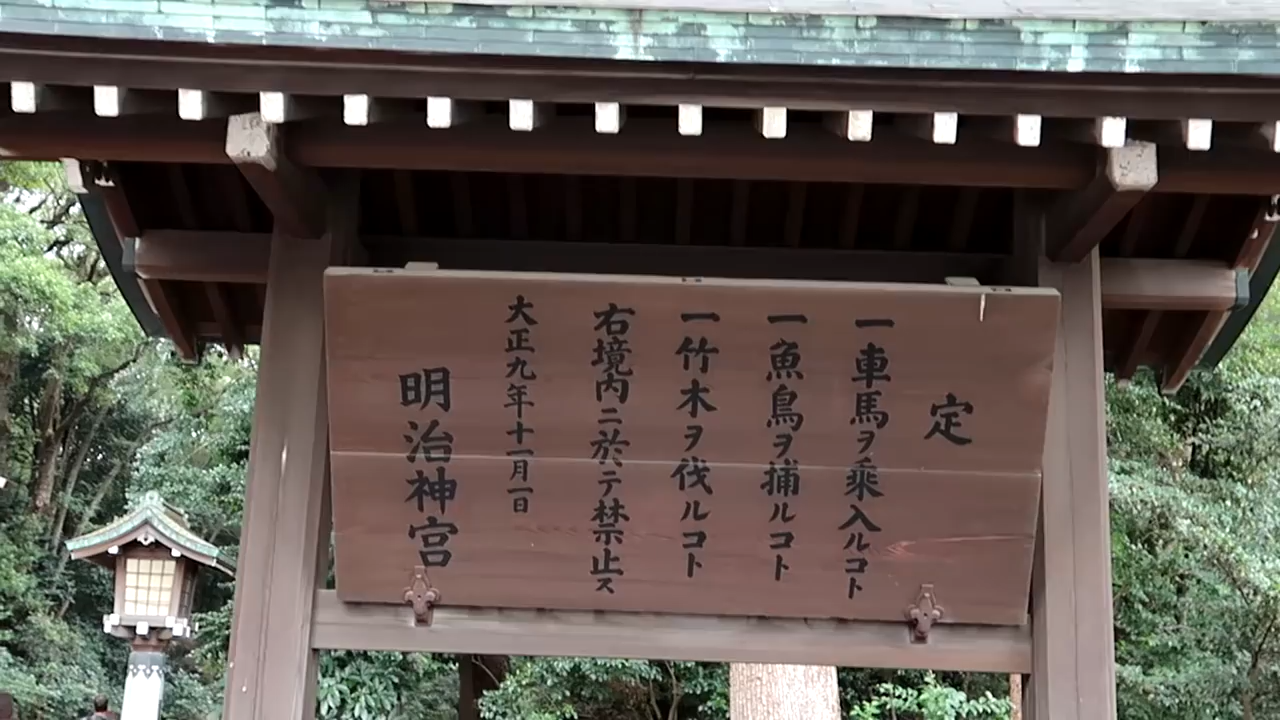 定
一車馬ヲ乘入ルコト
一魚鳥ヲ捕ルコト
一竹木ヲ伐ルコト
右境内ニ於テ禁止ス
大正九年十一月一日
明治神宮